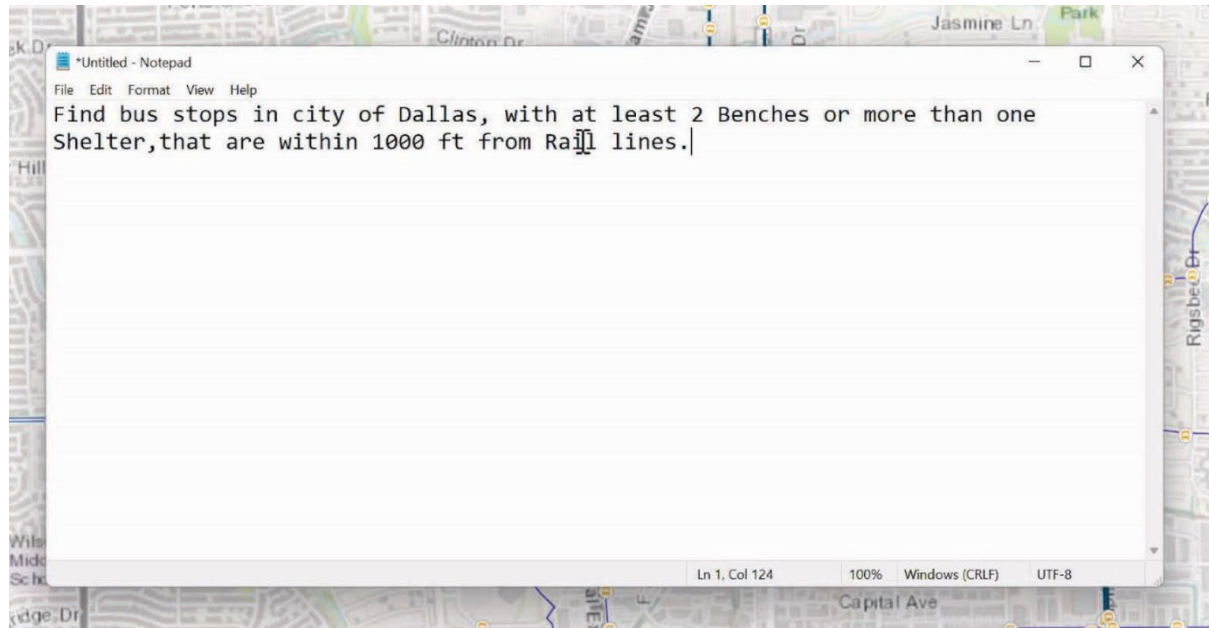 Clinton Dr
Jasmine Ln
Park
*Untitled - Notepad
File Edit Format View Help
Find bus stops in city of Dallas, with at least 2 Benches or more than one
Shelter,that are within 1000 ft from Rail lines.
Hill
Rigsbee Dr
Ln 1, Col 124 100% Windows (CRLF) UTF-8
Capital Ave